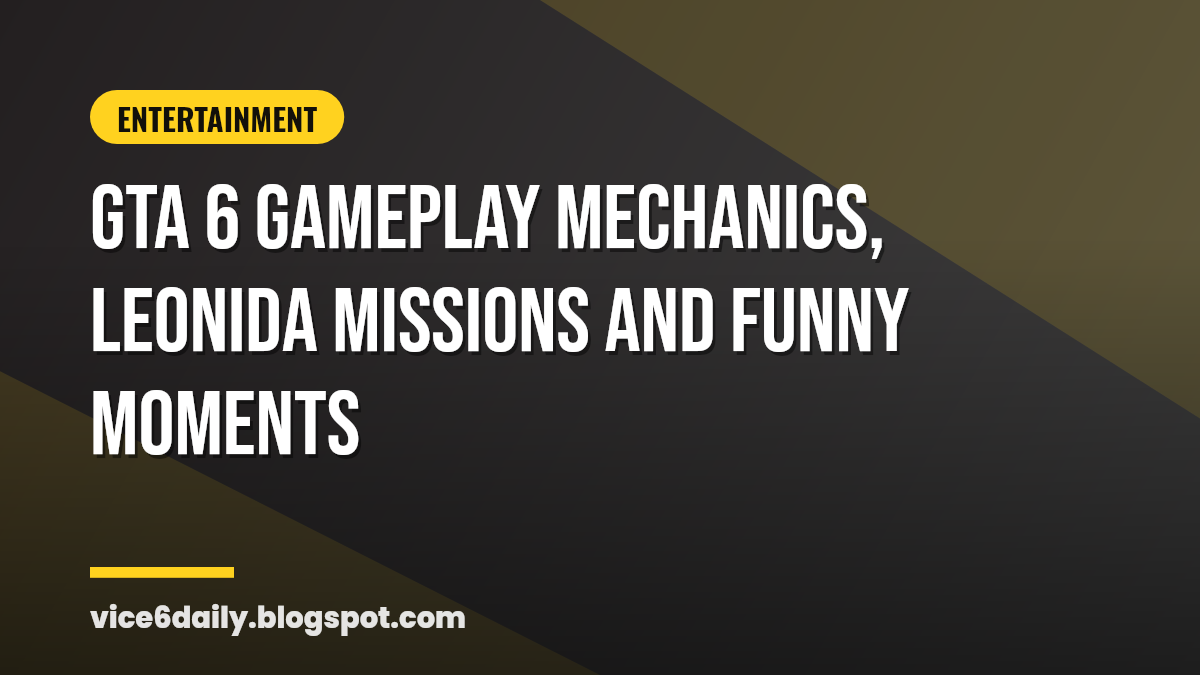 ENTERTAINMENT
GTA 6 GAMEPLAY MECHANICS,
LEONIDA MISSIONS AND FUNNY
MOMENTS
vice6daily.blogspot.com